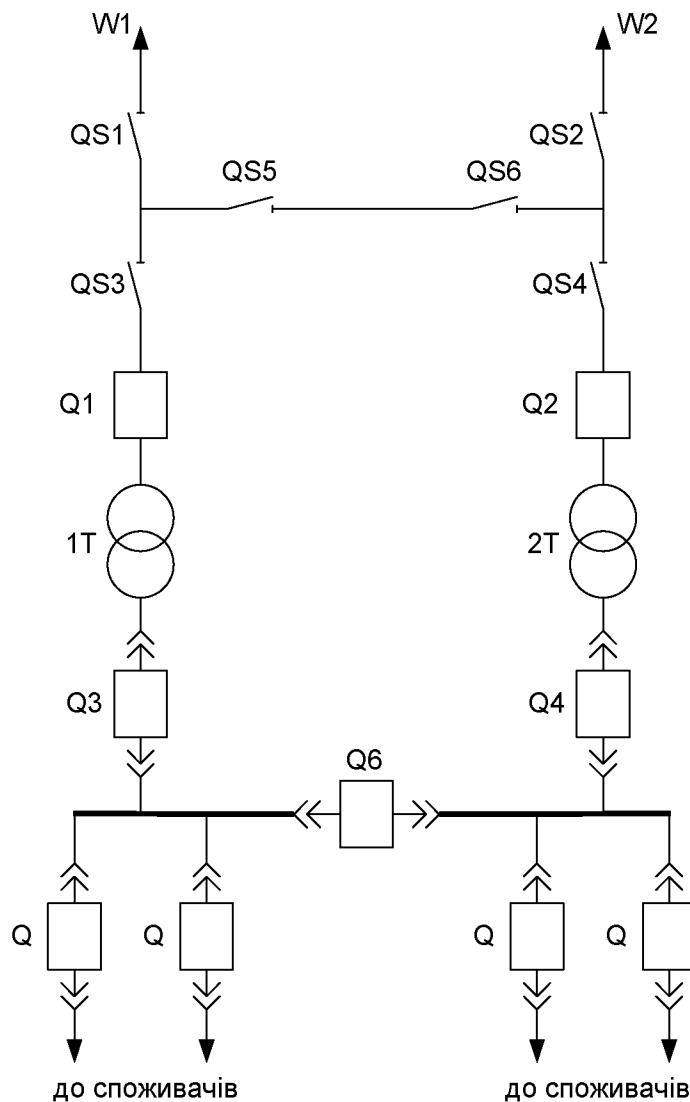 W1 W2
QS1 QS2
QS5 QS6
QS3 QS4
Q1 Q2
1T 2T
Q3 Q4
Q6
Q Q Q Q
до споживачів до споживачів